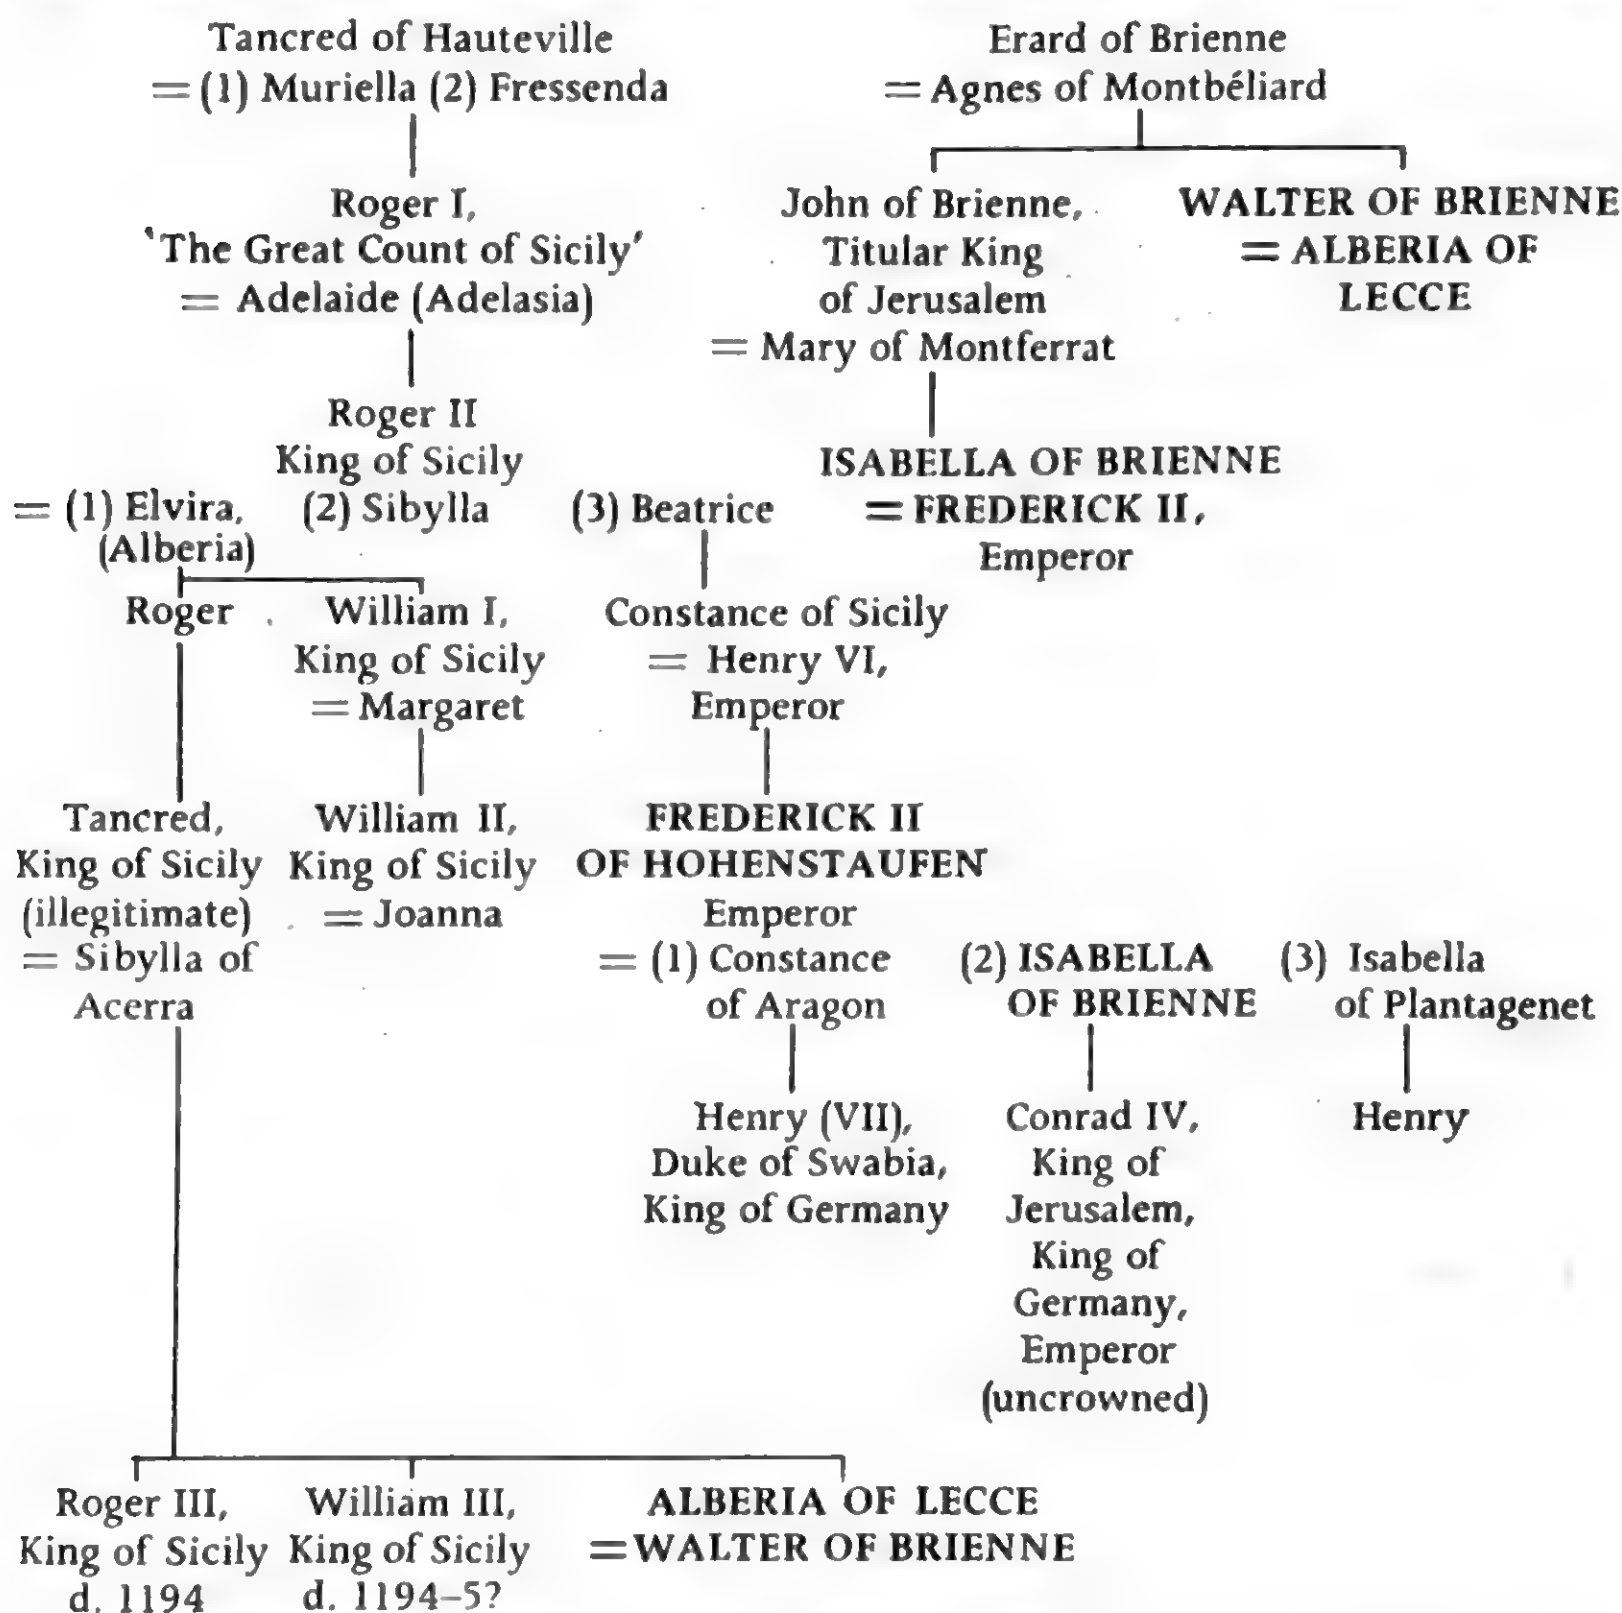 Tancred of Hauteville
= (1) Muriella (2) Fressenda
Erard of Brienne
= Agnes of Montbéliard
Roger I,
'The Great Count of Sicily'
= Adelaide (Adelasia)
John of Brienne,
Titular King
of Jerusalem
= Mary of Montferrat
WALTER OF BRIENNE
= ALBERIA OF
LECCE
Roger II
King of Sicily
= (1) Elvira, (2) Sibylla (3) Beatrice
(Alberia)
ISABELLA OF BRIENNE
= FREDERICK II,
Emperor
Roger
William I,
King of Sicily
= Margaret
Constance of Sicily
= Henry VI,
Emperor
Tancred,
King of Sicily
(illegitimate)
= Sibylla of
Acerra
William II,
King of Sicily
= Joanna
FREDERICK II
OF HOHENSTAUFEN
Emperor
= (1) Constance
of Aragon
(2) ISABELLA
OF BRIENNE
(3) Isabella
of Plantagenet
Henry (VII),
Duke of Swabia,
King of Germany
Conrad IV,
King of
Jerusalem,
King of
Germany,
Emperor
(uncrowned)
Henry
Roger III,
King of Sicily
d. 1194
William III,
King of Sicily
d. 1194–5?
ALBERIA OF LECCE
= WALTER OF BRIENNE